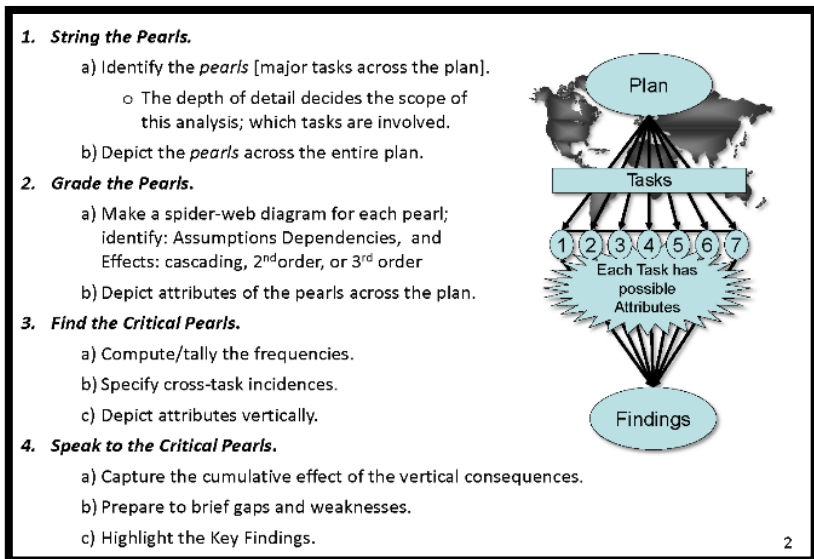 1. String the Pearls.
a) Identify the pearls [major tasks across the plan].
o The depth of detail decides the scope of
this analysis; which tasks are involved.
b) Depict the pearls across the entire plan.
2. Grade the Pearls.
a) Make a spider-web diagram for each pearl;
identify: Assumptions Dependencies, and
Effects: cascading, 2nd order, or 3rd order
b) Depict attributes of the pearls across the plan.
3. Find the Critical Pearls.
a) Compute/tally the frequencies.
b) Specify cross-task incidences.
c) Depict attributes vertically.
4. Speak to the Critical Pearls.
a) Capture the cumulative effect of the vertical consequences.
b) Prepare to brief gaps and weaknesses.
c) Highlight the Key Findings.
Plan
Tasks
1 2 3 4 5 6 7
Each Task has
possible
Attributes
Findings
2